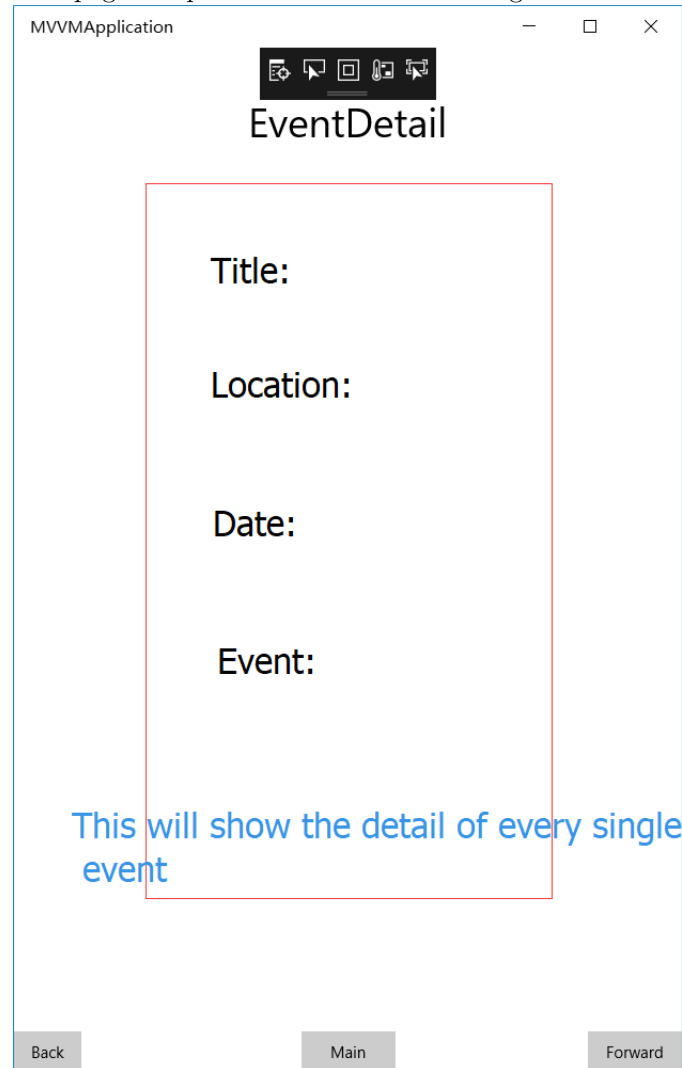 MVVMApplication
EventDetail
Title:
Location:
Date:
Event:
This will show the detail of every single
event
Back Main Forward